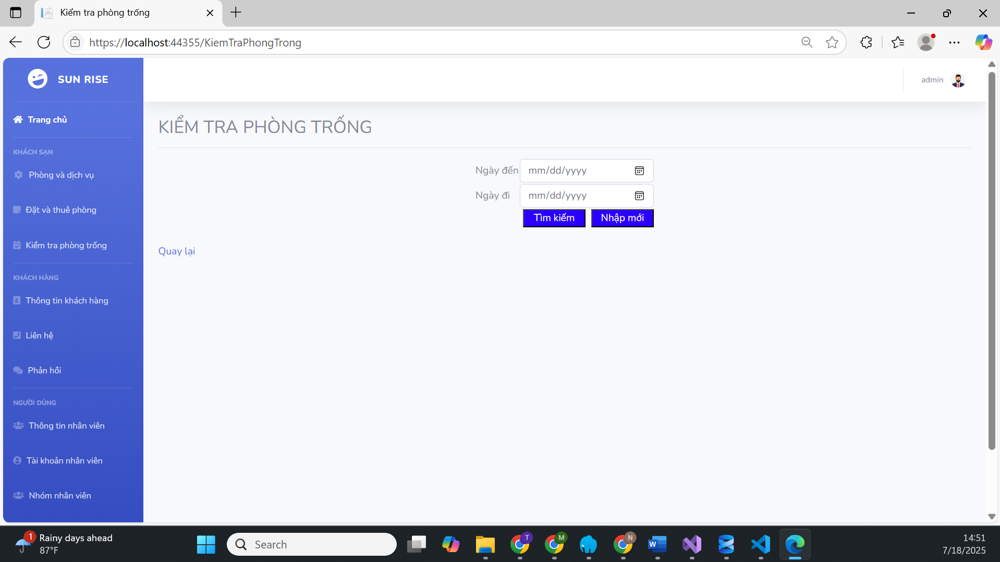 Kiểm tra phòng trống
https://localhost:44355/KiemTraPhongTrong
SUN RISE
admin
Trang chủ
KHÁCH SẠN
Phòng và dịch vụ
Đặt và thuê phòng
Kiểm tra phòng trống
KHÁCH HÀNG
Thông tin khách hàng
Liên hệ
Phản hồi
NGƯỜI DÙNG
Thông tin nhân viên
Tài khoản nhân viên
Nhóm nhân viên
KIỂM TRA PHÒNG TRỐNG
Ngày đến mm/dd/yyyy
Ngày đi mm/dd/yyyy
Tìm kiếm Nhập mới
Quay lại
1
Rainy days ahead
87°F
Search
T
M
N
W
14:51
7/18/2025